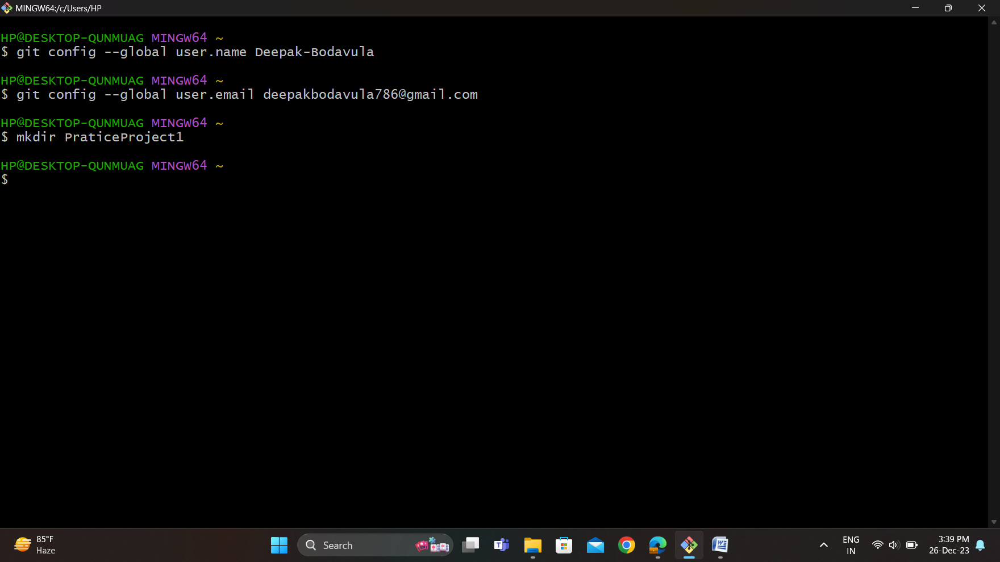 MINGW64:/c/Users/HP
HP@DESKTOP-QUNMUAG MINGW64 ~
$ git config --global user.name Deepak-Bodavula
HP@DESKTOP-QUNMUAG MINGW64 ~
$ git config --global user.email deepakbodavula786@gmail.com
HP@DESKTOP-QUNMUAG MINGW64 ~
$ mkdir PraticeProject1
HP@DESKTOP-QUNMUAG MINGW64 ~
$
85°F
Haze
Search
ENG
IN
3:39 PM
26-Dec-23